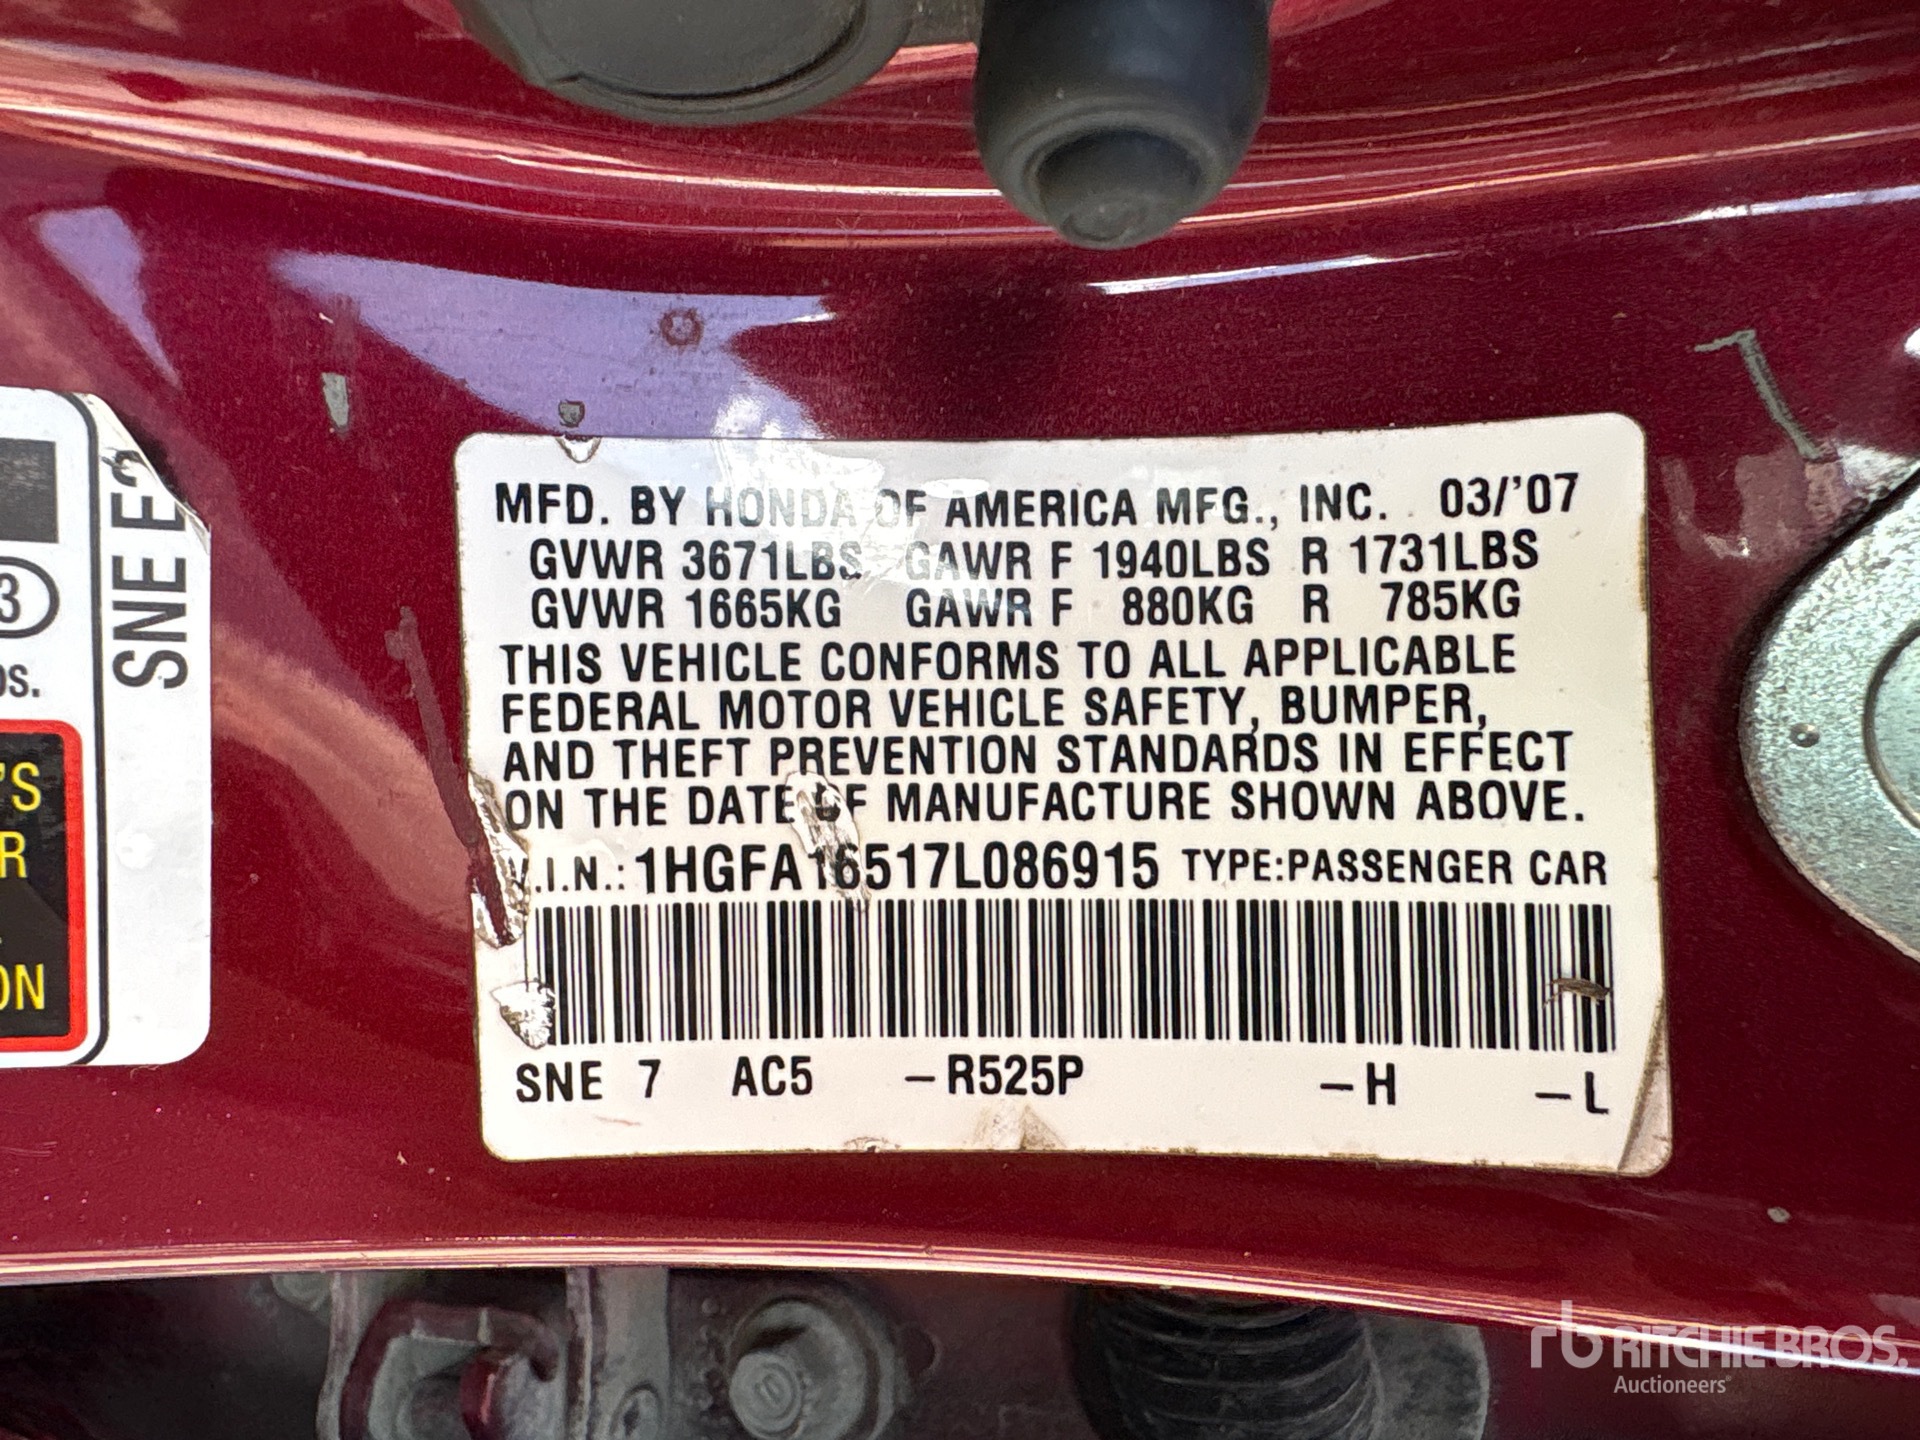 MFD. BY HONDA OF AMERICA MFG., INC. 03/'07
GVWR 3671LBS GAWR F 1940LBS R 1731LBS
GVWR 1665KG GAWR F 880KG R 785KG
THIS VEHICLE CONFORMS TO ALL APPLICABLE
FEDERAL MOTOR VEHICLE SAFETY, BUMPER,
AND THEFT PREVENTION STANDARDS IN EFFECT
ON THE DATE OF MANUFACTURE SHOWN ABOVE.
V.I.N.: 1HGFA16517L086915 TYPE:PASSENGER CAR
SNE 7 AC5 –R525P –H –L
SNE
3
'S
R
ON
rb RITCHIE BROS.
Auctioneers